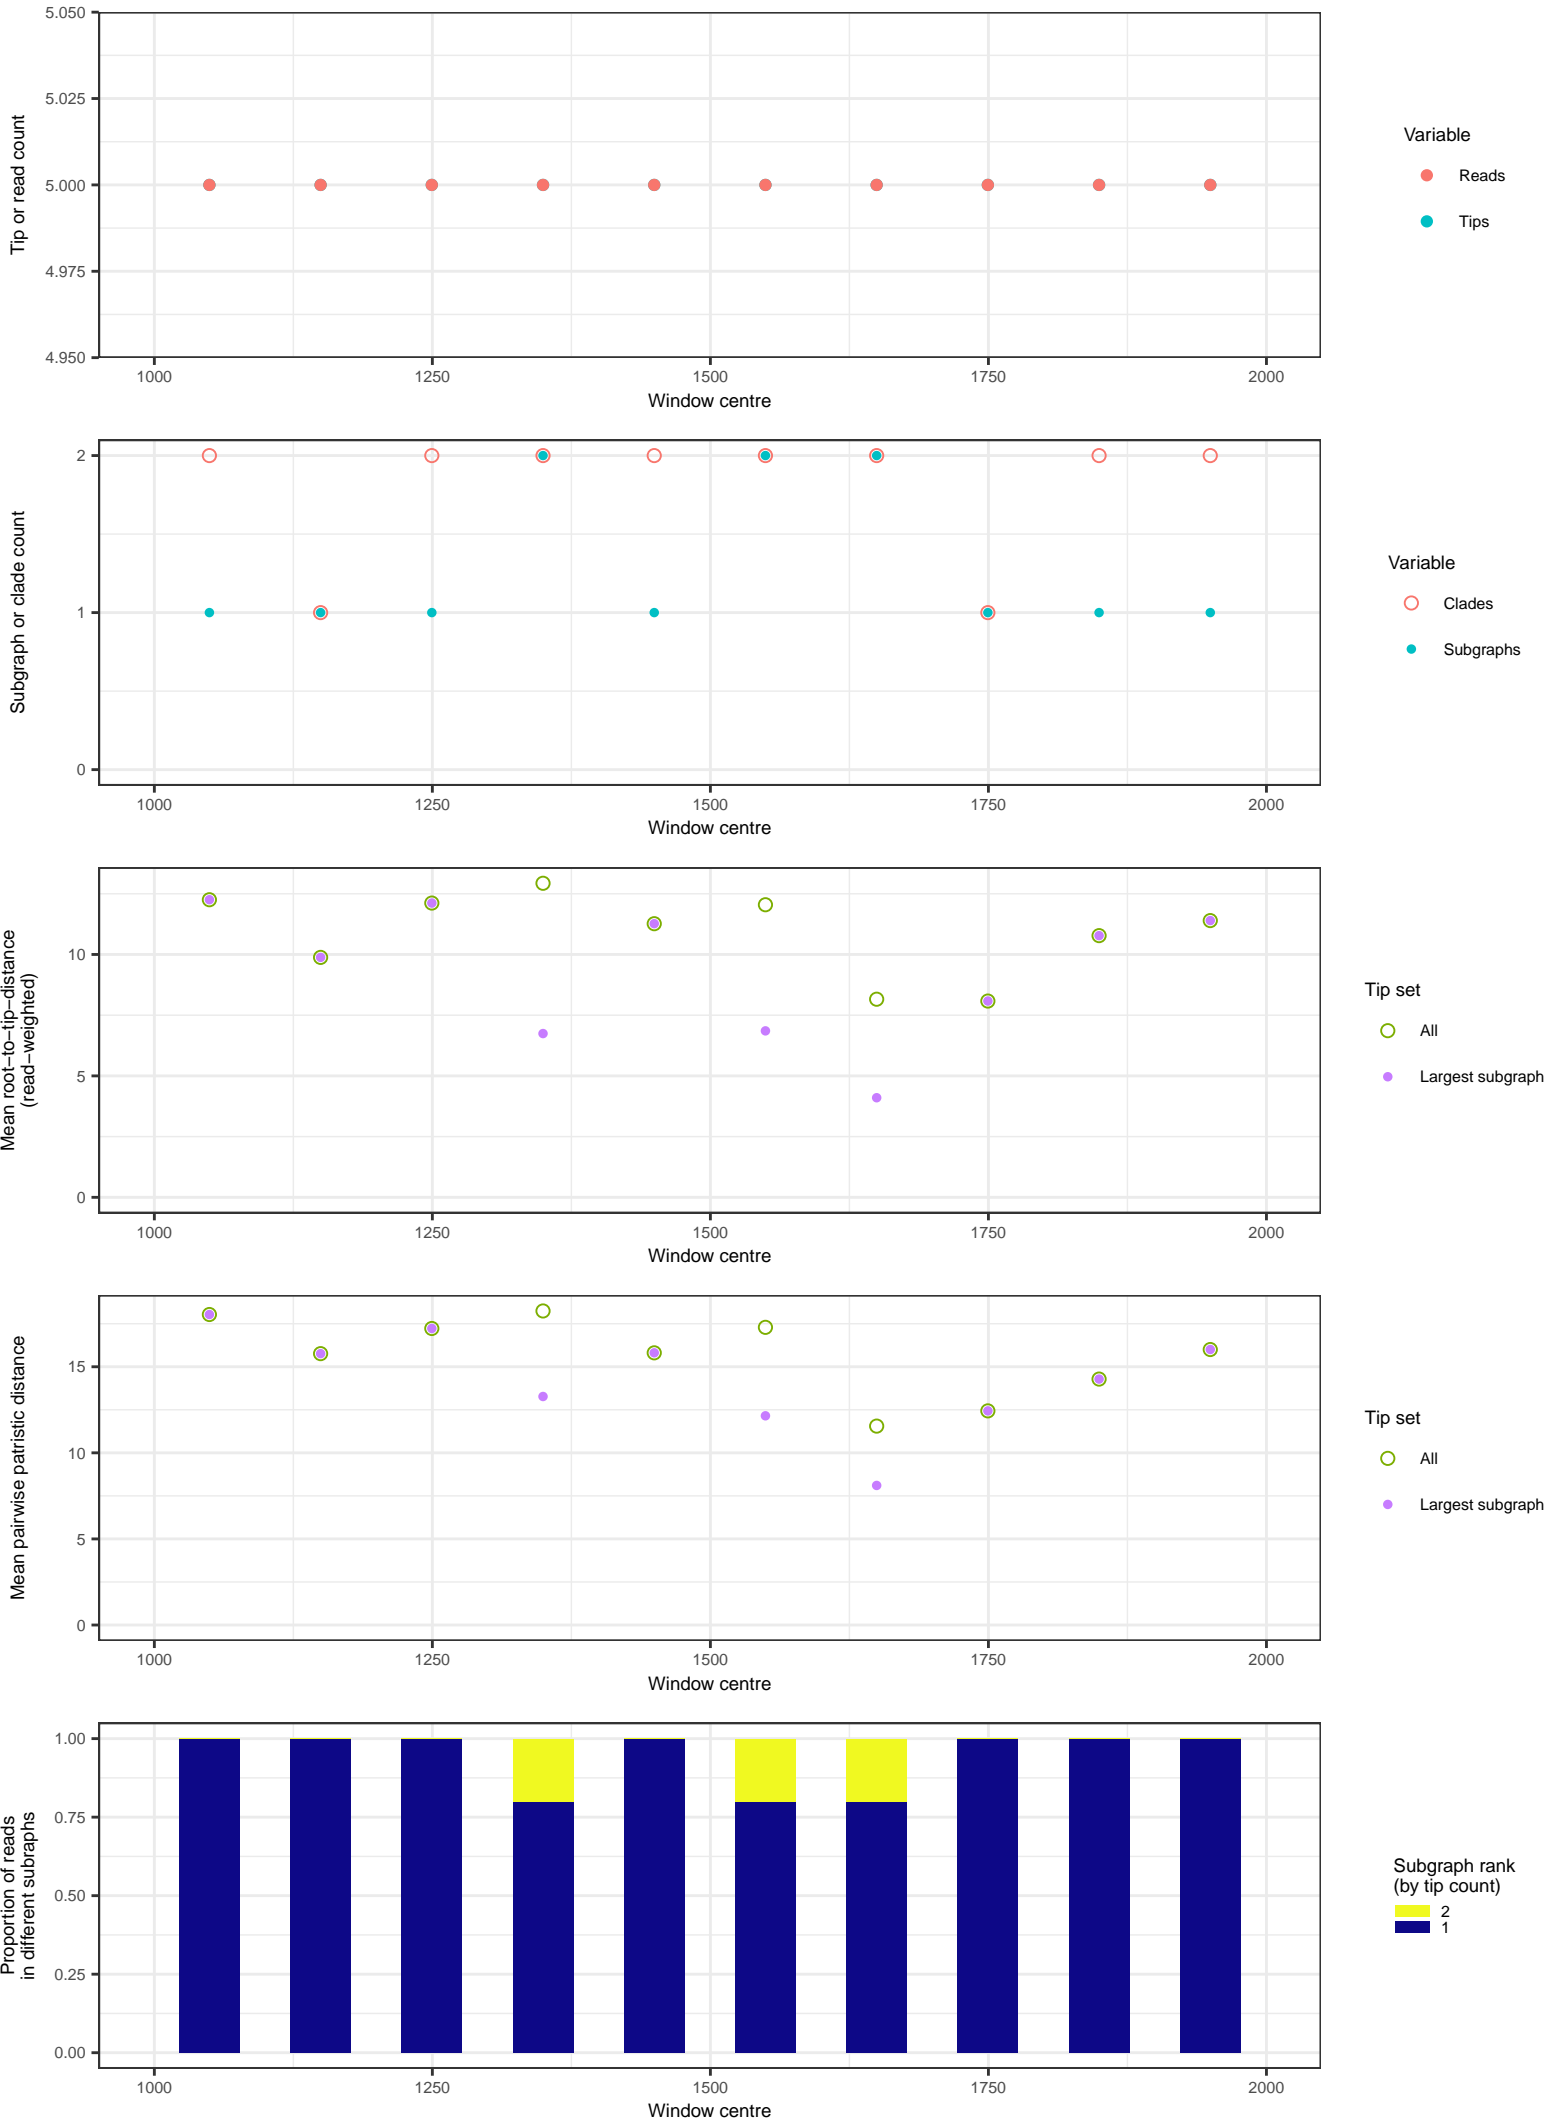 5.050
5.025
5.000
4.975
4.950
Tip or read count
1000 1250 1500 1750 2000
Window centre
Variable
Reads
Tips
2
1
0
Subgraph or clade count
1000 1250 1500 1750 2000
Window centre
Variable
Clades
Subgraphs
10
5
0
Mean root−to−tip−distance
(read−weighted)
1000 1250 1500 1750 2000
Window centre
Tip set
All
Largest subgraph
15
10
5
0
Mean pairwise patristic distance
1000 1250 1500 1750 2000
Window centre
Tip set
All
Largest subgraph
1.00
0.75
0.50
0.25
0.00
Proportion of reads
in different subraphs
1000 1250 1500 1750 2000
Window centre
Subgraph rank
(by tip count)
2
1